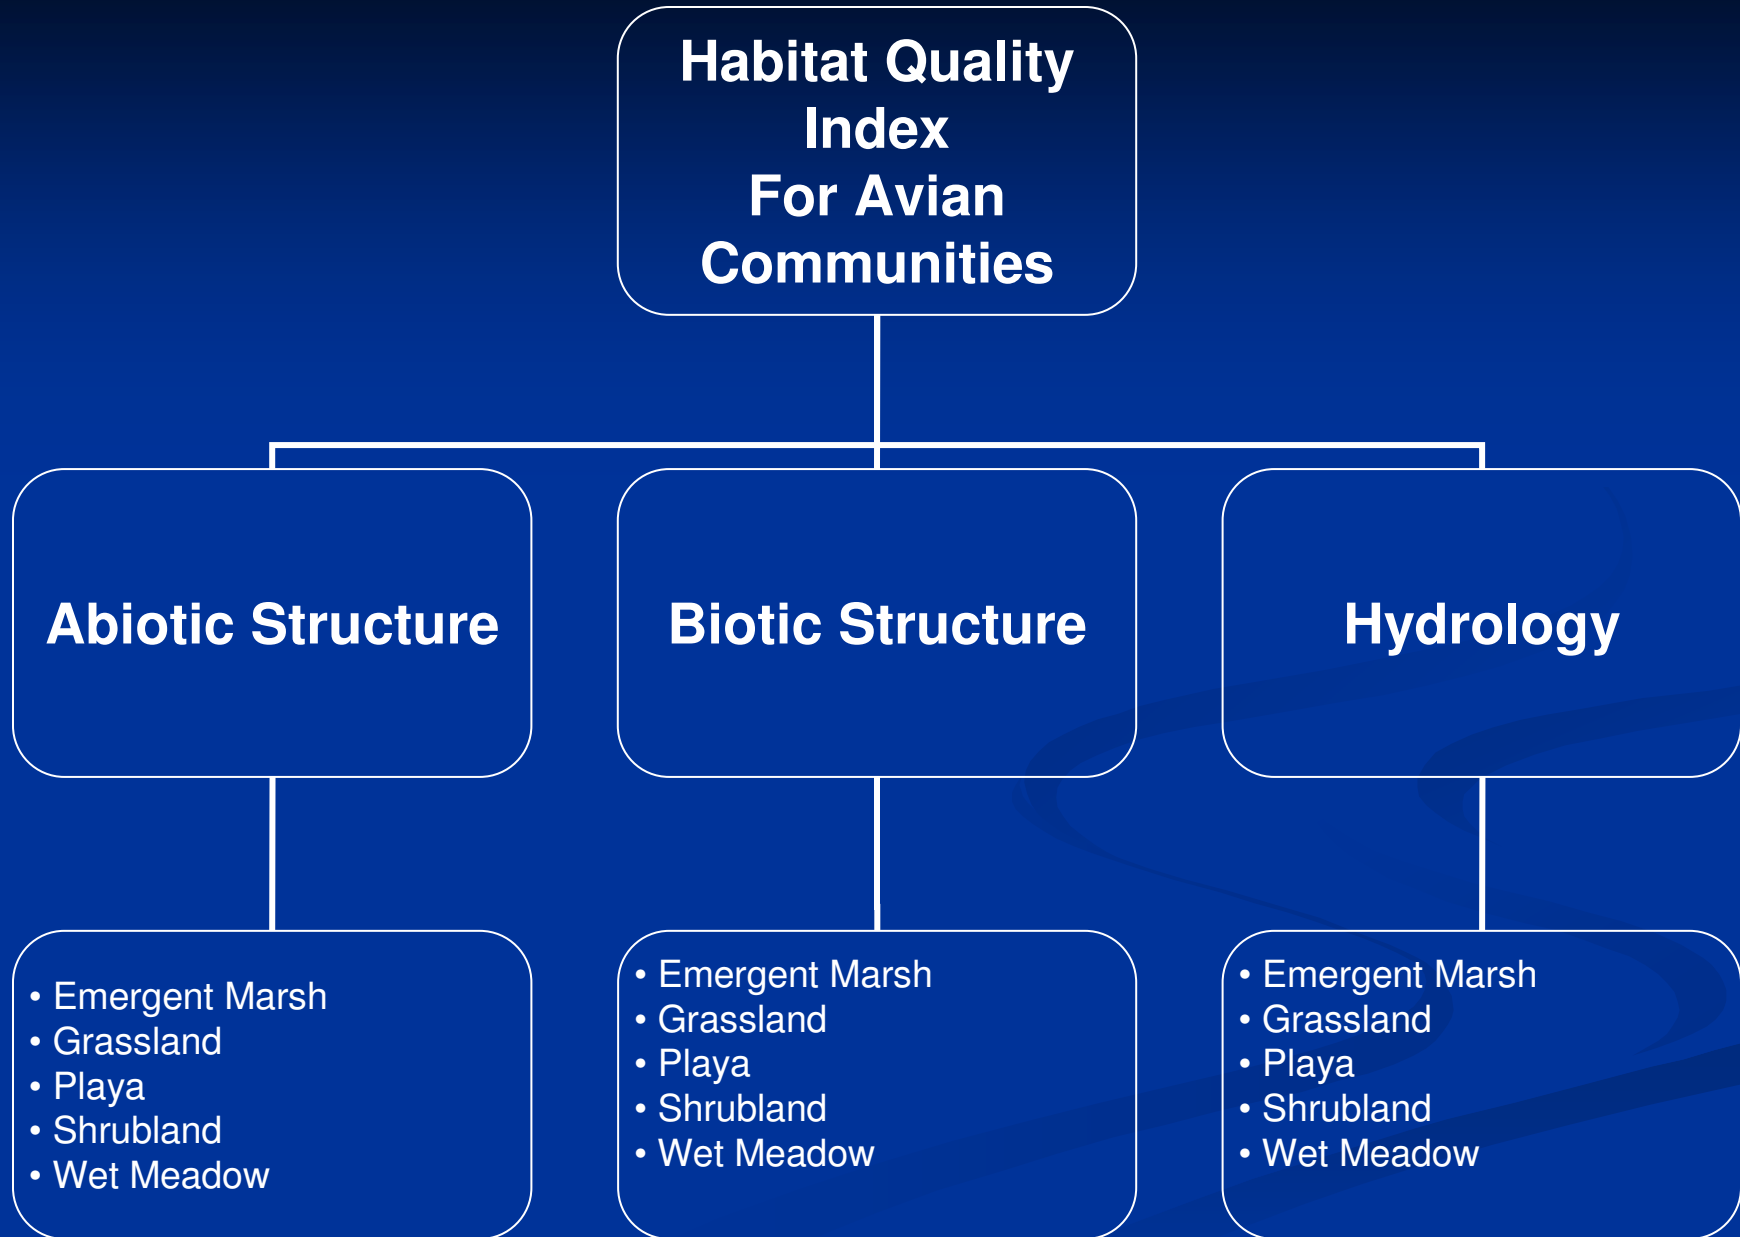 Habitat Quality
Index
For Avian
Communities
Abiotic Structure
Biotic Structure
Hydrology
• Emergent Marsh
• Grassland
• Playa
• Shrubland
• Wet Meadow
• Emergent Marsh
• Grassland
• Playa
• Shrubland
• Wet Meadow
• Emergent Marsh
• Grassland
• Playa
• Shrubland
• Wet Meadow